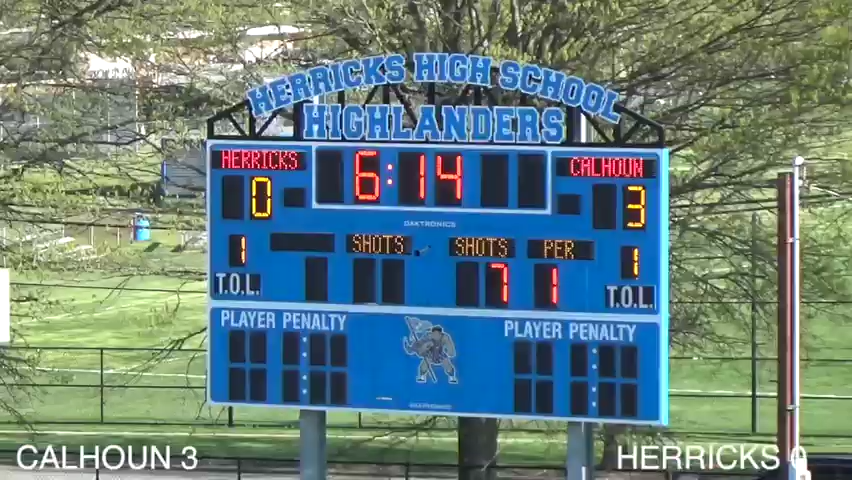 HERRICKS HIGH SCHOOL
HIGHLANDERS
HERRICKS 6:14 CALHOUN
0 3
DAKTRONICS
1 SHOTS SHOTS PER 1
T.O.L. 7 1 T.O.L.
PLAYER PENALTY PLAYER PENALTY
DAKTRONICS
CALHOUN 3 HERRICKS 0